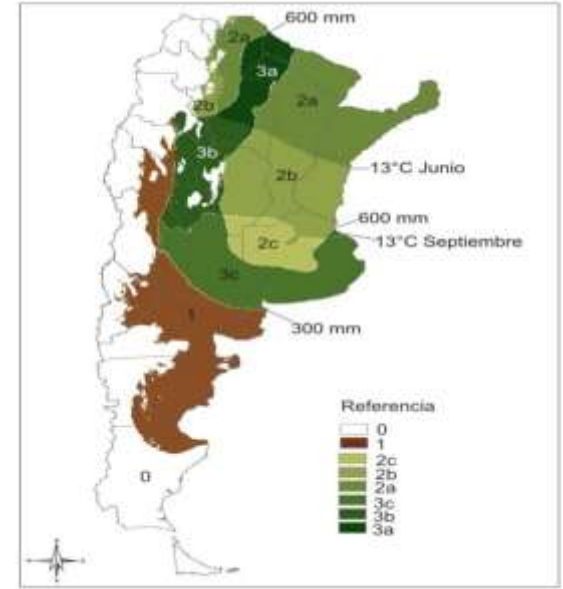 600 mm
2a
3a
2a
2b
3b
13°C Junio
2b
600 mm
13°C Septiembre
2c
3c
1
300 mm
Referencia
0
1
2c
2b
2a
3c
3b
3a
0